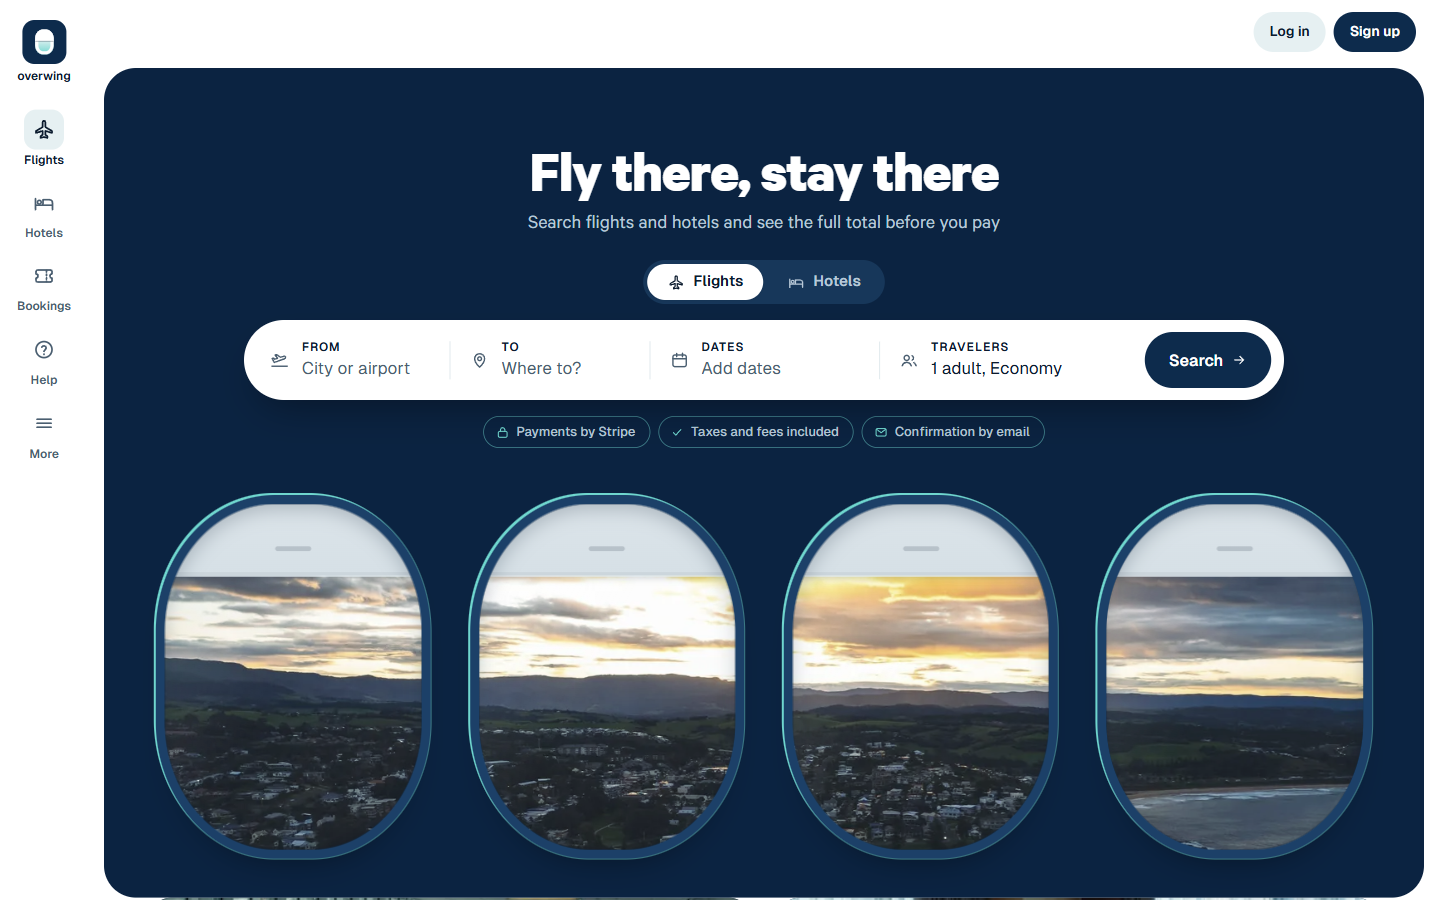 overwing
Flights
Hotels
Bookings
Help
More
Log in
Sign up
Fly there, stay there
Search flights and hotels and see the full total before you pay
Flights
Hotels
FROM
City or airport
TO
Where to?
DATES
Add dates
TRAVELERS
1 adult, Economy
Search
Payments by Stripe
Taxes and fees included
Confirmation by email